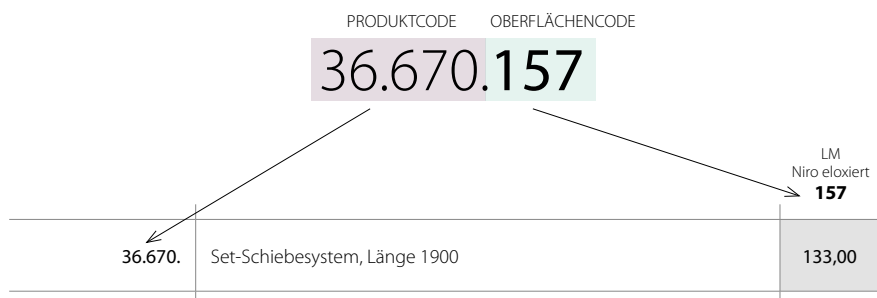 PRODUKTCODE OBERFLÄCHENCODE
36.670.157
LM
Niro eloxiert
157
36.670. Set-Schiebesystem, Länge 1900 133,00